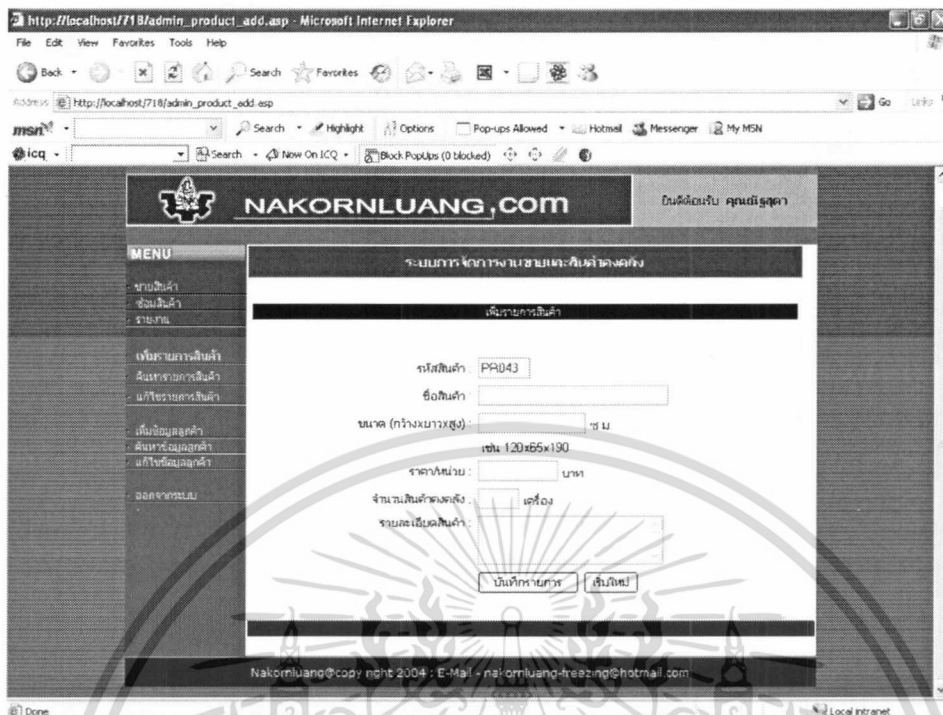 http://localhost/718/admin_product_add.asp - Microsoft Internet Explorer
File Edit View Favorites Tools Help
Back Search Favorites
Address http://localhost/718/admin_product_add.asp Go Links
msn Search Highlight Options Pop-ups Allowed Hotmail Messenger My MSN
icq Search Now On ICQ Block PopUps (0 blocked)
NAKORNLUANG.com
ยินดีต้อนรับ คุณณัฐสุดา
MENU
ระบบการจัดการงานขายและสินค้าคงคลัง
ขายสินค้า
ซ่อมสินค้า
รายงาน
เพิ่มรายการสินค้า
ค้นหารายการสินค้า
แก้ไขรายการสินค้า
เพิ่มข้อมูลลูกค้า
ค้นหาข้อมูลลูกค้า
แก้ไขข้อมูลลูกค้า
ออกจากระบบ
เพิ่มรายการสินค้า
รหัสสินค้า : PR043
ชื่อสินค้า :
ขนาด (กว้างxยาวxสูง) : ซ.ม
เช่น 120x65x190
ราคา/หน่วย : บาท
จำนวนสินค้าคงคลัง : เครื่อง
รายละเอียดสินค้า :
บันทึกรายการ เริ่มใหม่
Nakornluang@copy right 2004 : E-Mail - nakornluang-freezing@hotmail.com
Done Local intranet